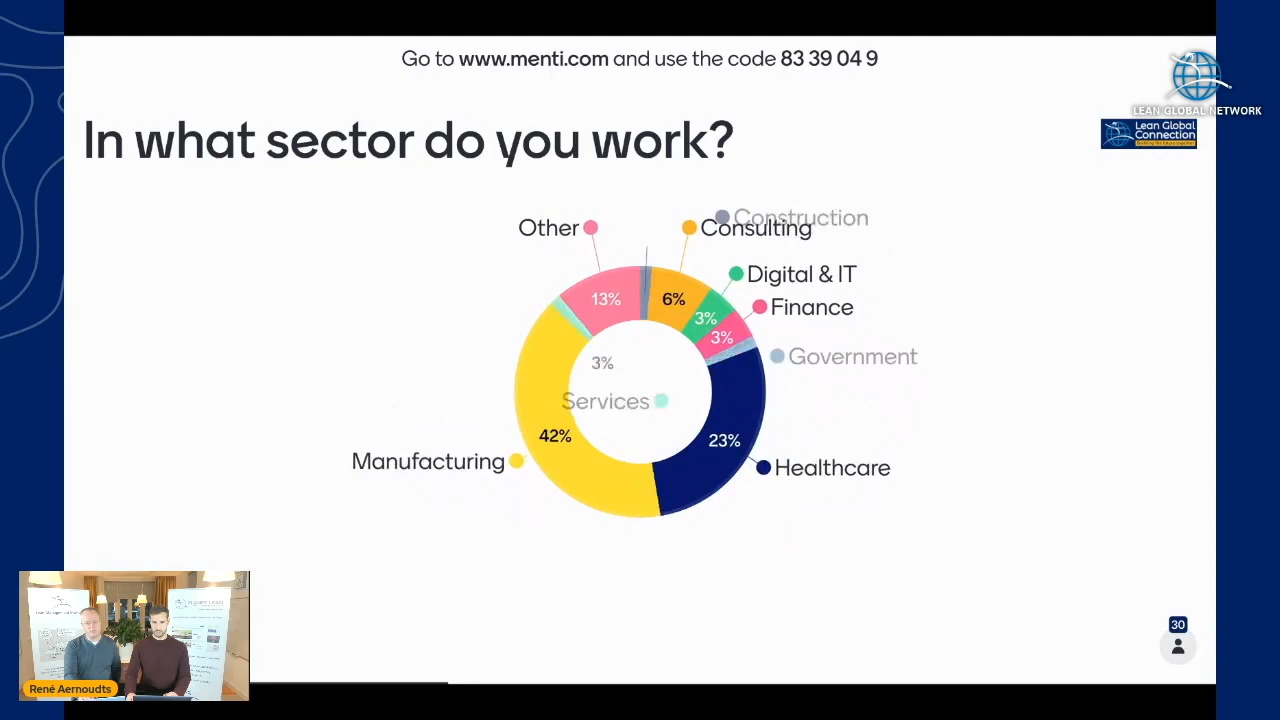 Go to www.menti.com and use the code 83 39 04 9
LEAN GLOBAL NETWORK
Lean Global
Connection
In what sector do you work?
Construction
Other
Consulting
Digital & IT
13%
6%
Finance
3%
3%
Government
3%
Services
42%
23%
Manufacturing
Healthcare
30
PLANET LEAN
René Aernoudts